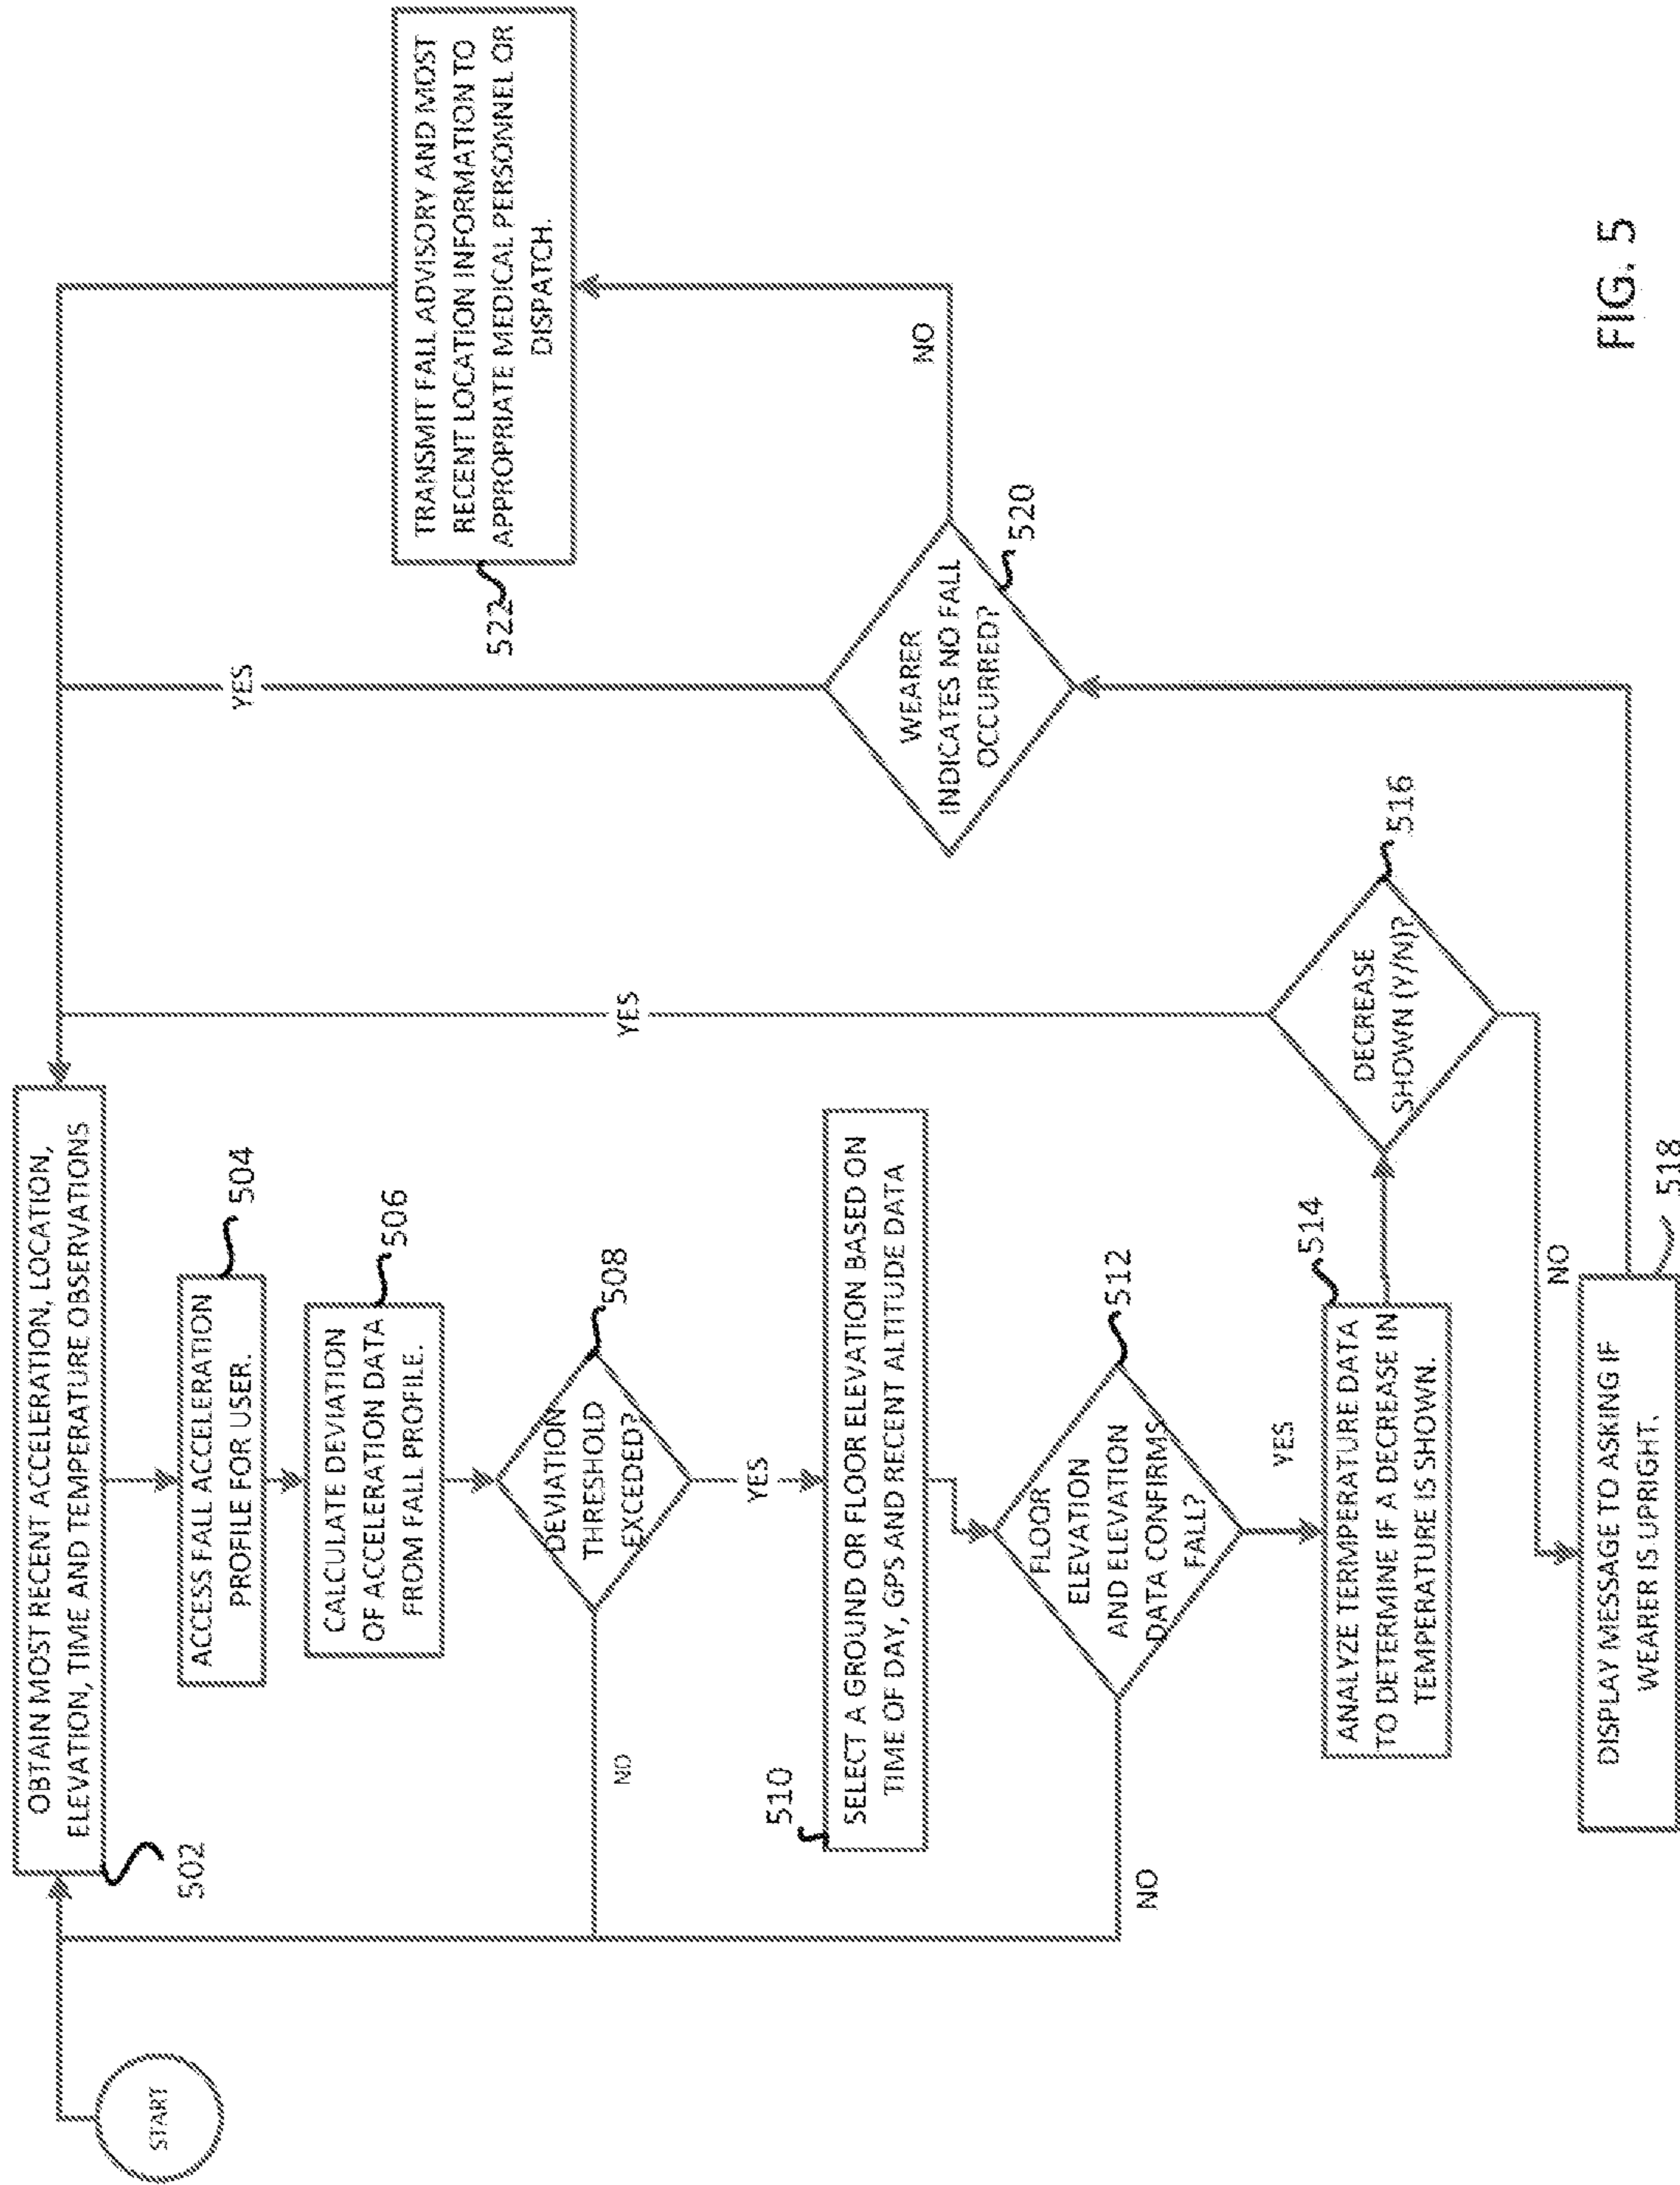 START
OBTAIN MOST RECENT ACCELERATION, LOCATION,
ELEVATION, TIME AND TEMPERATURE OBSERVATIONS
502
ACCESS FALL ACCELERATION
PROFILE FOR USER.
504
CALCULATE DEVIATION
OF ACCELERATION DATA
FROM FALL PROFILE.
506
DEVIATION
THRESHOLD
EXCEDED?
508
NO
YES
510
SELECT A GROUND OR FLOOR ELEVATION BASED ON
TIME OF DAY, GPS AND RECENT ALTITUDE DATA
FLOOR
ELEVATION
AND ELEVATION
DATA CONFIRMS
FALL?
512
NO
YES
ANALYZE TERMPERATURE DATA
TO DETERMINE IF A DECREASE IN
TEMPERATURE IS SHOWN.
514
DECREASE
SHOWN (Y/N)?
516
YES
NO
DISPLAY MESSAGE TO ASKING IF
WEARER IS UPRIGHT.
518
WEARER
INDICATES NO FALL
OCCURRED?
520
YES
NO
TRANSMIT FALL ADVISORY AND MOST
RECENT LOCATION INFORMATION TO
APPROPRIATE MEDICAL PERSONNEL OR
DISPATCH.
522
FIG. 5